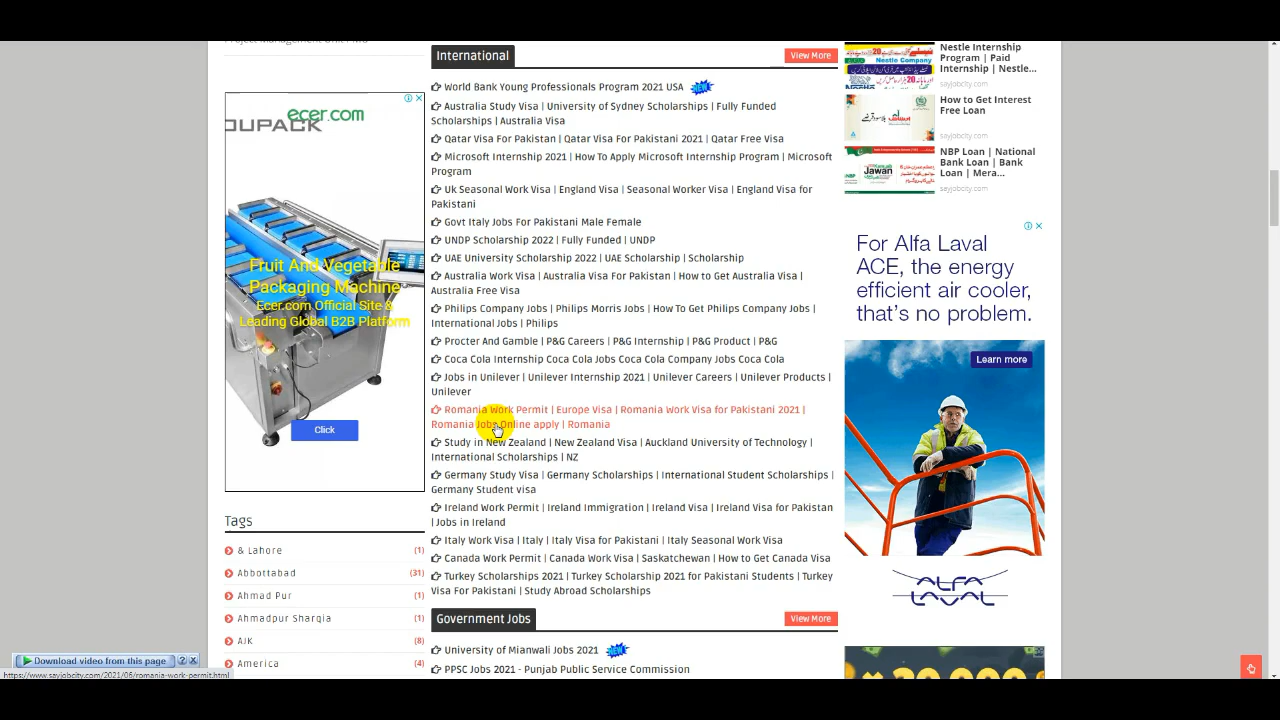 International
View More
World Bank Young Professionals Program 2021 USA
Australia Study Visa | University of Sydney Scholarships | Fully Funded
Scholarships | Australia Visa
Qatar Visa For Pakistan | Qatar Visa For Pakistani 2021 | Qatar Free Visa
Microsoft Internship 2021 | How To Apply Microsoft Internship Program | Microsoft
Program
Uk Seasonal Work Visa | England Visa | Seasonal Worker Visa | England Visa for
Pakistani
Govt Italy Jobs For Pakistani Male Female
UNDP Scholarship 2022 | Fully Funded | UNDP
UAE University Scholarship 2022 | UAE Scholarship | Scholarship
Australia Work Visa | Australia Visa For Pakistan | How to Get Australia Visa |
Australia Free Visa
Philips Company Jobs | Philips Morris Jobs | How To Get Philips Company Jobs |
International Jobs | Philips
Procter And Gamble | P&G Careers | P&G Internship | P&G Product | P&G
Coca Cola Internship Coca Cola Jobs Coca Cola Company Jobs Coca Cola
Jobs in Unilever | Unilever Internship 2021 | Unilever Careers | Unilever Products |
Unilever
Romania Work Permit | Europe Visa | Romania Work Visa for Pakistani 2021 |
Romania Jobs Online apply | Romania
Study in New Zealand | New Zealand Visa | Auckland University of Technology |
International Scholarships | NZ
Germany Study Visa | Germany Scholarships | International Student Scholarships |
Germany Student visa
Ireland Work Permit | Ireland Immigration | Ireland Visa | Ireland Visa for Pakistan
| Jobs in Ireland
Italy Work Visa | Italy | Italy Visa for Pakistani | Italy Seasonal Work Visa
Canada Work Permit | Canada Work Visa | Saskatchewan | How to Get Canada Visa
Turkey Scholarships 2021 | Turkey Scholarship 2021 for Pakistani Students | Turkey
Visa For Pakistani | Study Abroad Scholarships
Government Jobs
View More
University of Mianwali Jobs 2021
PPSC Jobs 2021 - Punjab Public Service Commission
ecer.com
OUPACK
Fruit And Vegetable
Packaging Machine
Ecer.com Official Site &
Leading Global B2B Platform
Click
Tags
& Lahore (1)
Abbottabad (31)
Ahmad Pur (1)
Ahmadpur Sharqia (1)
AJK (8)
America (4)
Download video from this page ? X
https://www.sayjobcity.com/2021/06/romania-work-permit.html
Nestle Internship
Program | Paid
Internship | Nestle...
sayjobcity.com
How to Get Interest
Free Loan
sayjobcity.com
NBP Loan | National
Bank Loan | Bank
Loan | Mera...
sayjobcity.com
Nestle Company
Jawan
For Alfa Laval
ACE, the energy
efficient air cooler,
that's no problem.
Learn more
ALFA
LAVAL